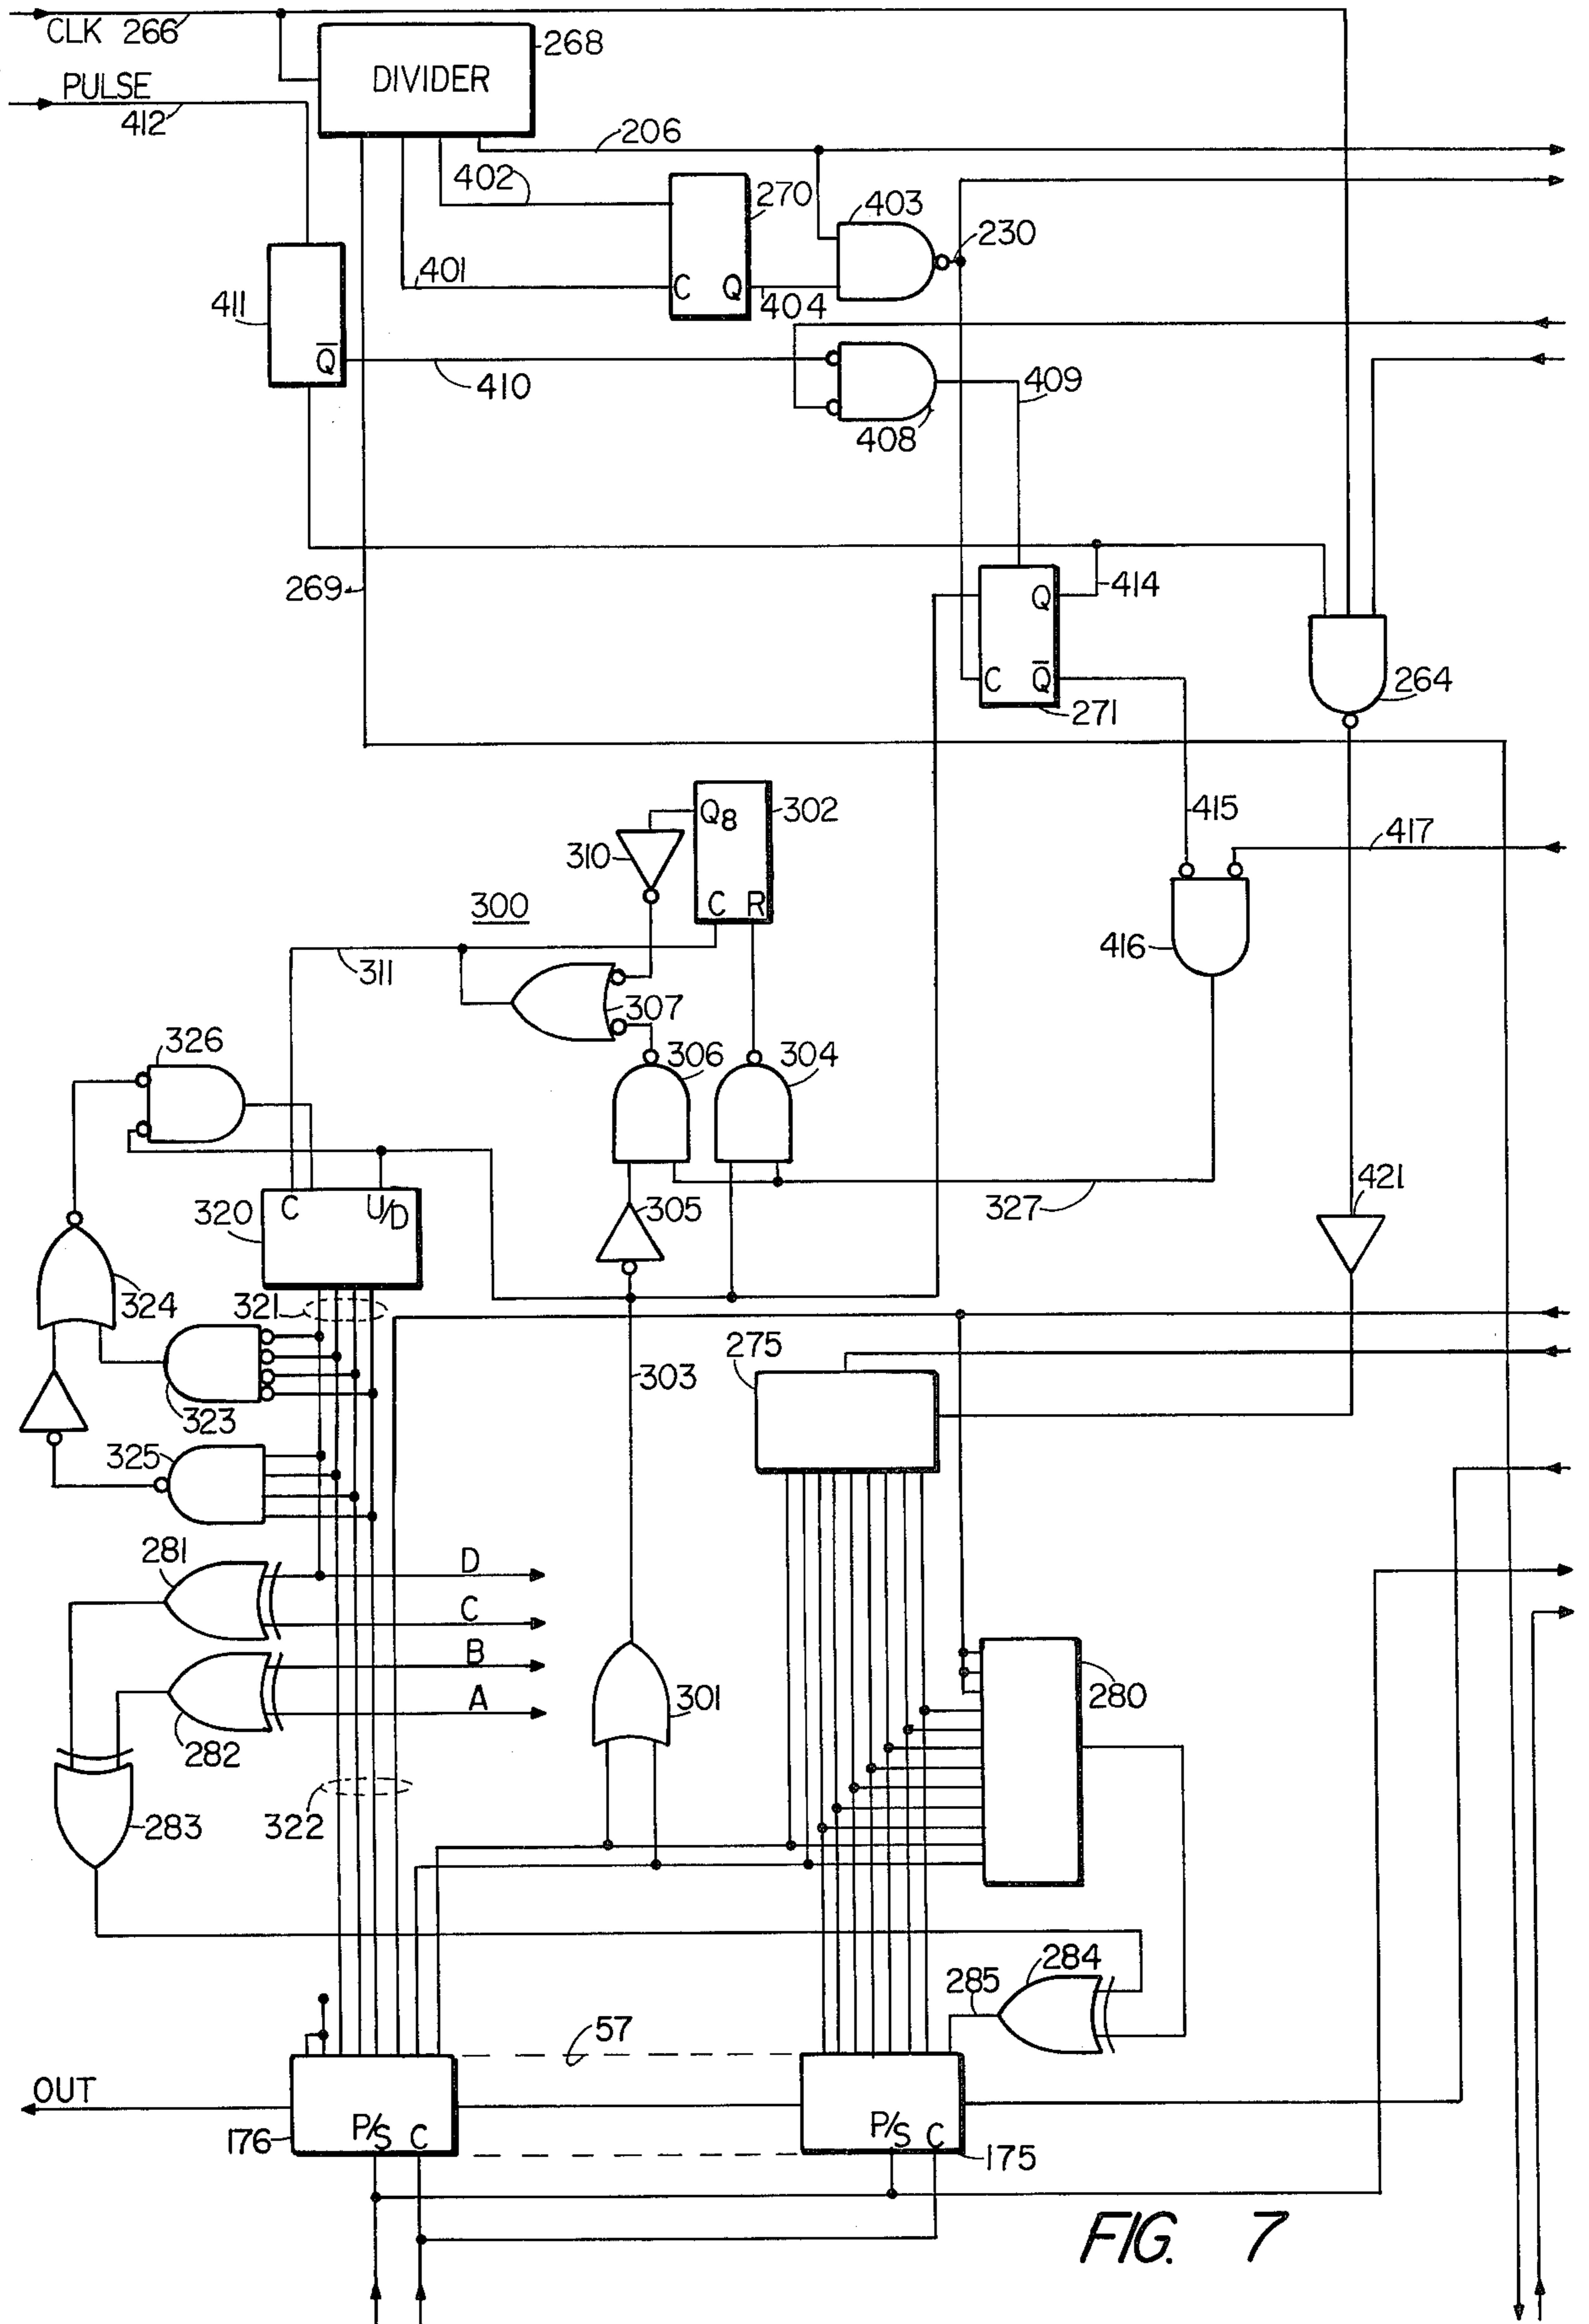 CLK 266
268
DIVIDER
PULSE
412
206
402
270
403
230
401
C Q
404
411
Q̅
410
409
408
269
Q
414
C Q̅
271
264
Q8
302
415
417
310
300
C R
416
311
307
326
306
304
C U/D
320
305
327
421
321
324
275
323
303
325
281
D
C
B
A
280
301
282
322
283
284
285
57
OUT
P/S C
176
P/S C
175
FIG. 7